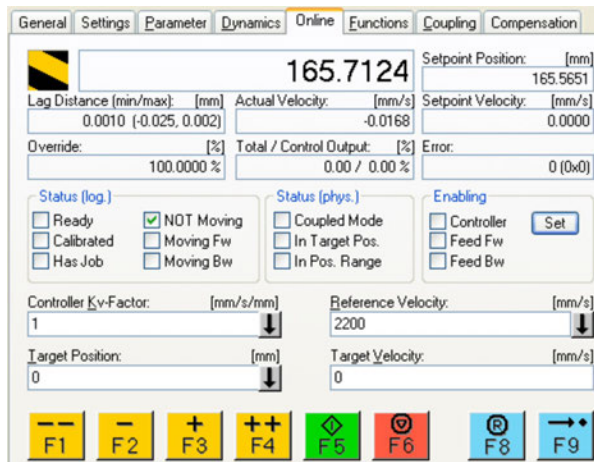 General Settings Parameter Dynamics Online Functions Coupling Compensation
165.7124
Setpoint Position: [mm]
165.5651
Lag Distance (min/max): [mm] Actual Velocity: [mm/s] Setpoint Velocity: [mm/s]
0.0010 (-0.025, 0.002) -0.0168 0.0000
Override: [%] Total / Control Output: [%] Error:
100.0000 % 0.00 / 0.00 % 0 (0x0)
Status (log.) Status (phys.) Enabling
Ready NOT Moving Coupled Mode Controller Set
Calibrated Moving Fw In Target Pos. Feed Fw
Has Job Moving Bw In Pos. Range Feed Bw
Controller Kv-Factor: [mm/s/mm] Reference Velocity: [mm/s]
1 2200
Target Position: [mm] Target Velocity: [mm/s]
0 0
-- - + ++ R
F1 F2 F3 F4 F5 F6 F8 F9